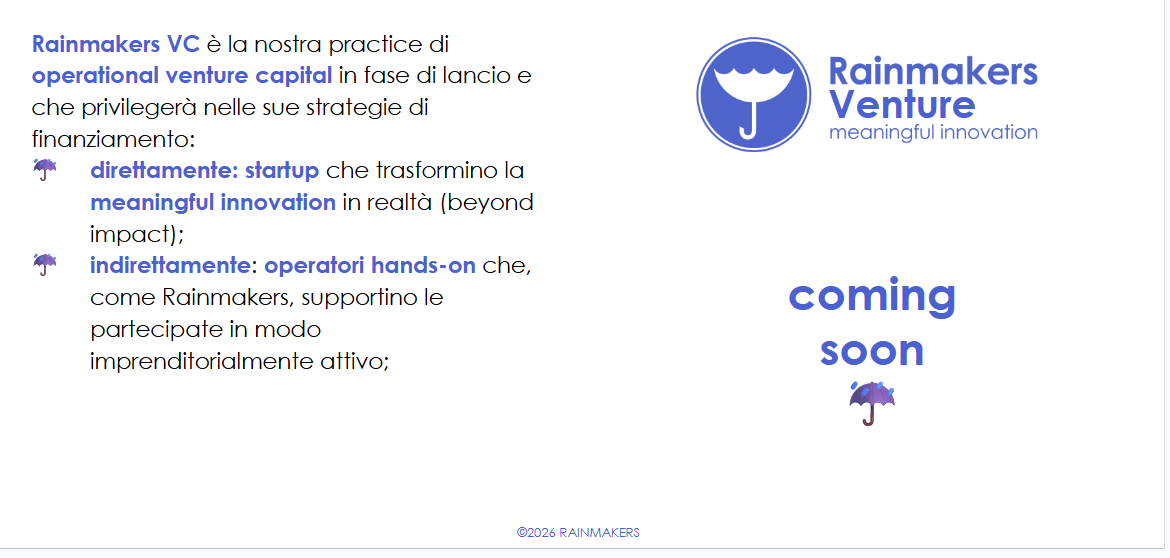 Rainmakers VC è la nostra practice di
operational venture capital in fase di lancio e
che privilegerà nelle sue strategie di
finanziamento:
direttamente: startup che trasformino la
meaningful innovation in realtà (beyond
impact);
indirettamente: operatori hands-on che,
come Rainmakers, supportino le
partecipate in modo
imprenditorialmente attivo;
Rainmakers
Venture
meaningful innovation
coming
soon
©2026 RAINMAKERS